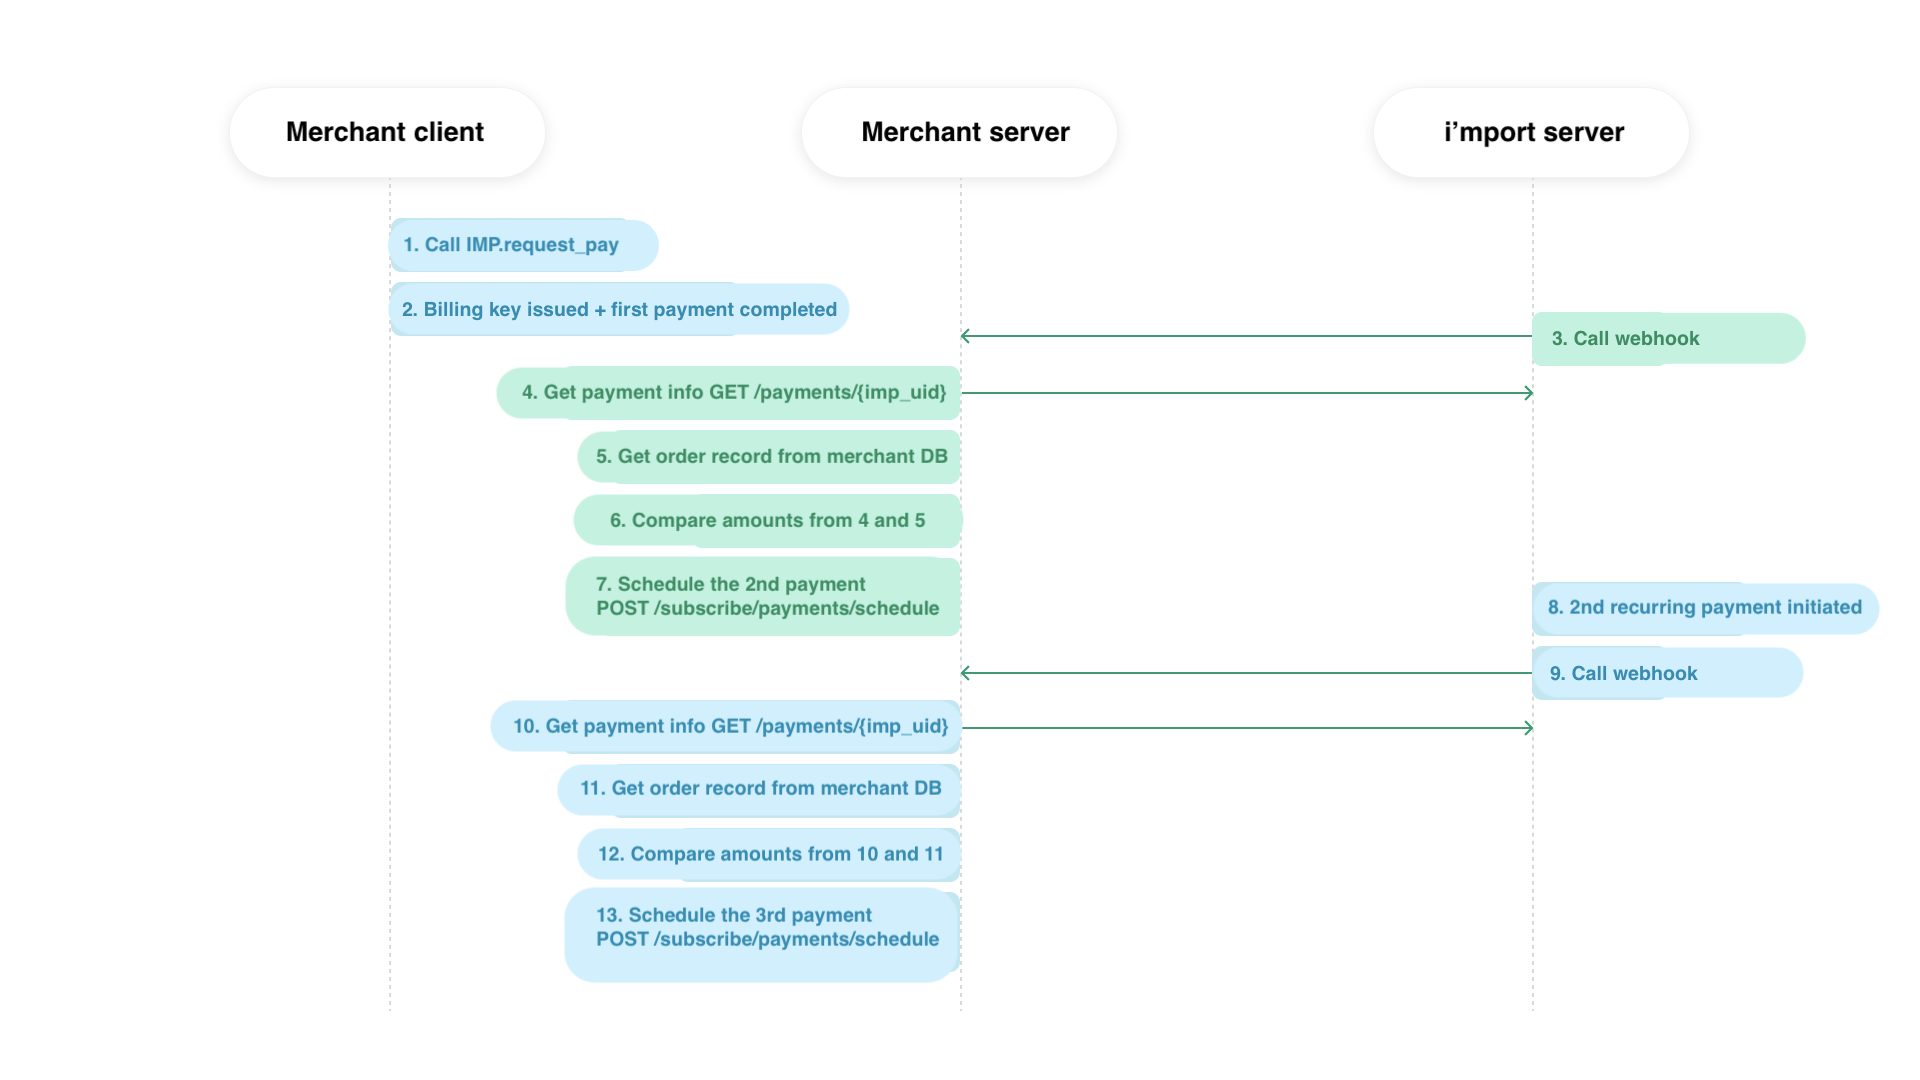 Merchant client
Merchant server
i’mport server
1. Call IMP.request_pay
2. Billing key issued + first payment completed
3. Call webhook
4. Get payment info GET /payments/{imp_uid}
5. Get order record from merchant DB
6. Compare amounts from 4 and 5
7. Schedule the 2nd payment
POST /subscribe/payments/schedule
8. 2nd recurring payment initiated
9. Call webhook
10. Get payment info GET /payments/{imp_uid}
11. Get order record from merchant DB
12. Compare amounts from 10 and 11
13. Schedule the 3rd payment
POST /subscribe/payments/schedule